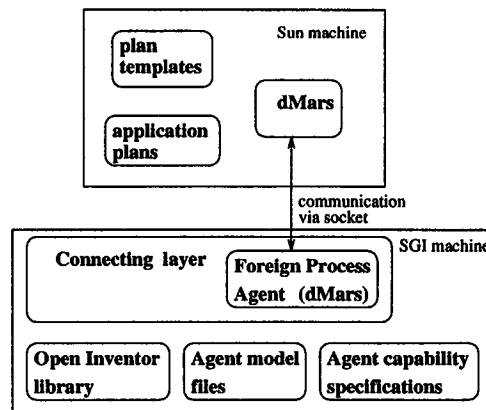 Sun machine
plan
templates
dMars
application
plans
communication
via socket
SGI machine
Connecting layer
Foreign Process
Agent (dMars)
Open Inventor
library
Agent model
files
Agent capability
specifications